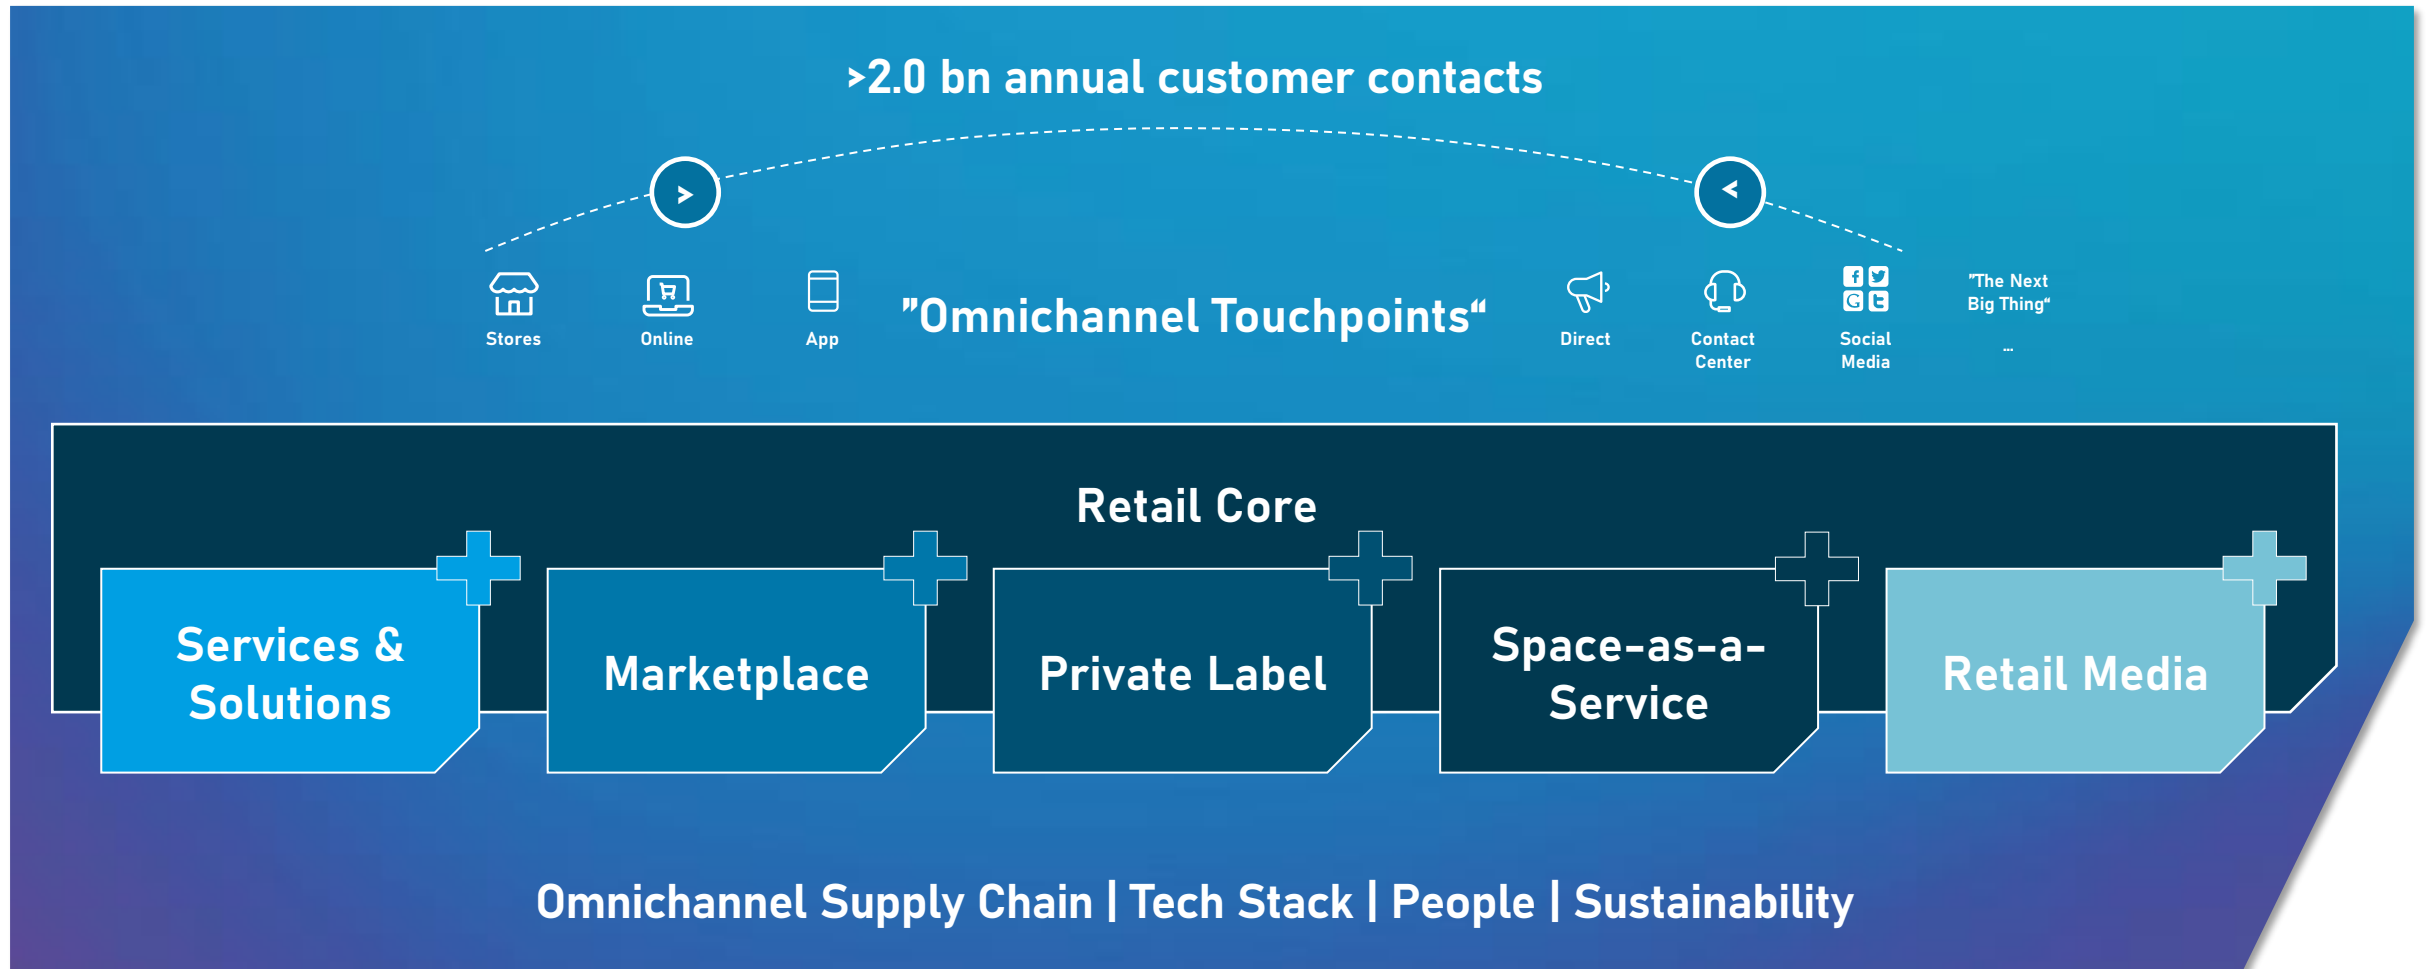 >2.0 bn annual customer contacts
>
<
"Omnichannel Touchpoints“
Stores
Online
App
Direct
Contact
Center
Social
Media
"The Next
Big Thing“
...
Retail Core
Services &
Solutions
Marketplace
Private Label
Space-as-a-
Service
Retail Media
Omnichannel Supply Chain | Tech Stack | People | Sustainability